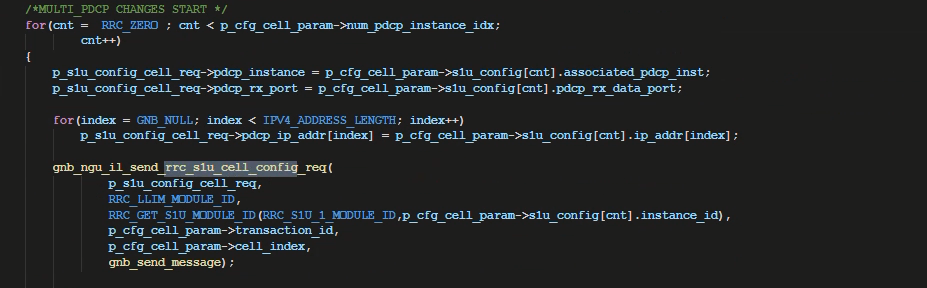 /*MULTI_PDCP CHANGES START */
for(cnt =  RRC_ZERO ; cnt < p_cfg_cell_param->num_pdcp_instance_idx;
cnt++)
{
p_s1u_config_cell_req->pdcp_instance = p_cfg_cell_param->s1u_config[cnt].associated_pdcp_inst;
p_s1u_config_cell_req->pdcp_rx_port = p_cfg_cell_param->s1u_config[cnt].pdcp_rx_data_port;
for(index = GNB_NULL; index < IPV4_ADDRESS_LENGTH; index++)
p_s1u_config_cell_req->pdcp_ip_addr[index] = p_cfg_cell_param->s1u_config[cnt].ip_addr[index];
gnb_ngu_il_send_rrc_s1u_cell_config_req(
p_s1u_config_cell_req,
RRC_LLIM_MODULE_ID,
RRC_GET_S1U_MODULE_ID(RRC_S1U_1_MODULE_ID,p_cfg_cell_param->s1u_config[cnt].instance_id),
p_cfg_cell_param->transaction_id,
p_cfg_cell_param->cell_index,
gnb_send_message);